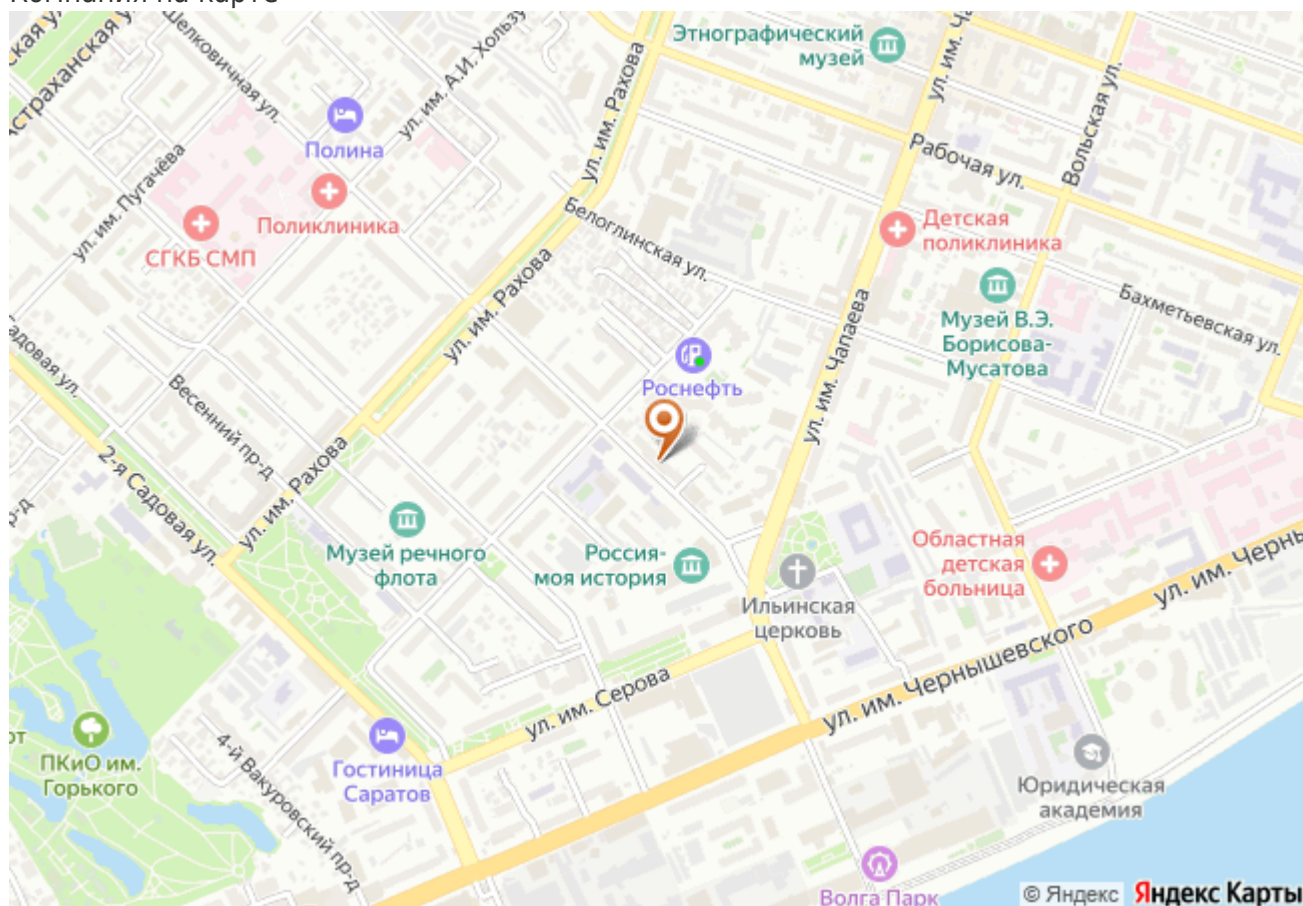 Компания на карте
Этнографический
музей
Шелковичная ул.
ул. им. А.И. Хользу
ул. им. Рахова
ул. им. Ча
Вольская ул.
Астраханская ул
Полина
Рабочая ул.
ул. им. Пугачёва
Поликлиника
СГКБ СМП
Белоглинская ул.
Детская
поликлиника
ул. им. Рахова
Музей В.Э.
Борисова-
Мусатова
Бахметьевская ул.
ул. им. Чапаева
Роснефть
Садовая ул.
Весенний пр-д
2-я Садовая ул.
ул. им. Рахова
Музей речного
флота
Россия-
моя история
Ильинская
церковь
Областная
детская
больница
ул. им. Черны
ул. им. Чернышевского
ул. им. Серова
ПКиО им.
Горького
4-й Вакуровский пр-д
Гостиница
Саратов
Юридическая
академия
Волга Парк
© Яндекс Яндекс Карты